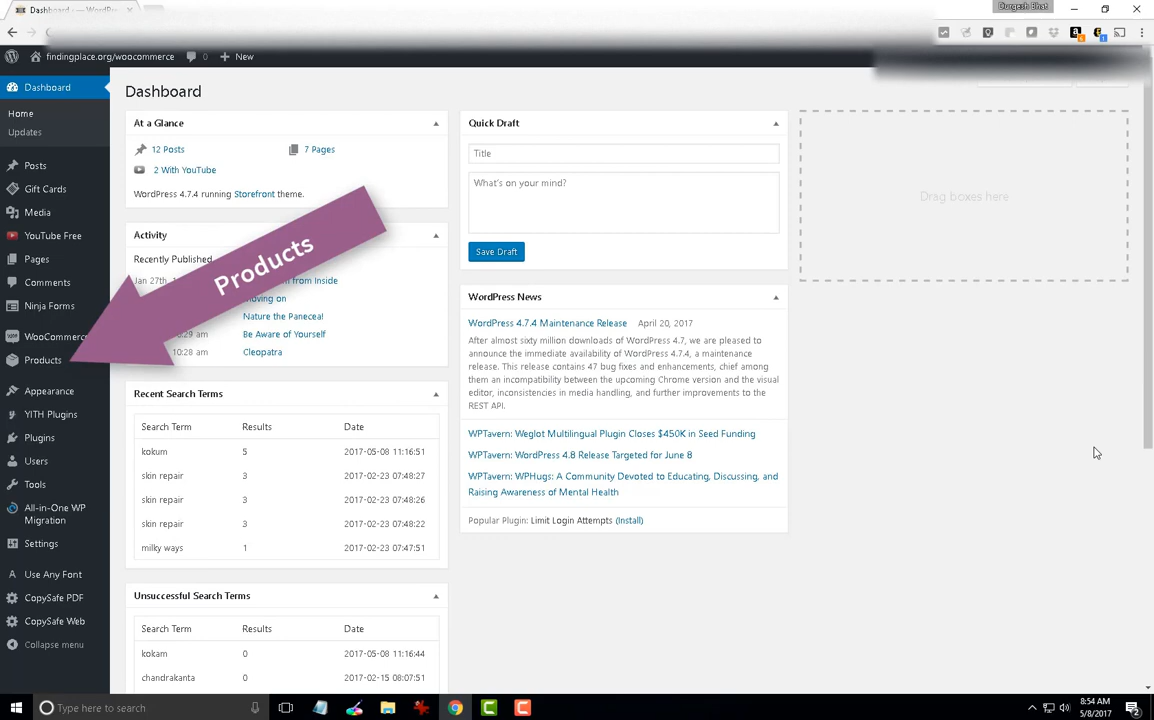 Dashboard
Durgesh Bhat
findingplace.org/woocommerce
0
New
Dashboard
Home
Updates
Posts
Gift Cards
Media
YouTube Free
Pages
Comments
Ninja Forms
WooCommerce
Products
Appearance
YITH Plugins
Plugins
Users
Tools
All-in-One WP
Migration
Settings
Use Any Font
CopySafe PDF
CopySafe Web
Collapse menu
Dashboard
At a Glance
12 Posts
7 Pages
2 With YouTube
WordPress 4.7.4 running Storefront theme.
Products
Activity
Recently Published
Jan 27th,
from Inside
oving on
Nature the Panecea!
29 am
Be Aware of Yourself
10:28 am
Cleopatra
Recent Search Terms
Search Term Results Date
kokum 5 2017-05-08 11:16:51
skin repair 3 2017-02-23 07:48:27
skin repair 3 2017-02-23 07:48:26
skin repair 3 2017-02-23 07:48:22
milky ways 1 2017-02-23 07:47:51
Unsuccessful Search Terms
Search Term Results Date
kokam 0 2017-05-08 11:16:44
chandrakanta 0 2017-02-15 08:07:51
Quick Draft
Title
What's on your mind?
Save Draft
WordPress News
WordPress 4.7.4 Maintenance Release April 20, 2017
After almost sixty million downloads of WordPress 4.7, we are pleased to
announce the immediate availability of WordPress 4.7.4, a maintenance
release. This release contains 47 bug fixes and enhancements, chief among
them an incompatibility between the upcoming Chrome version and the visual
editor, inconsistencies in media handling, and further improvements to the
REST API.
WPTavern: Weglot Multilingual Plugin Closes $450K in Seed Funding
WPTavern: WordPress 4.8 Release Targeted for June 8
WPTavern: WPHugs: A Community Devoted to Educating, Discussing, and
Raising Awareness of Mental Health
Popular Plugin: Limit Login Attempts (Install)
Drag boxes here
Type here to search
8:54 AM
5/8/2017
2